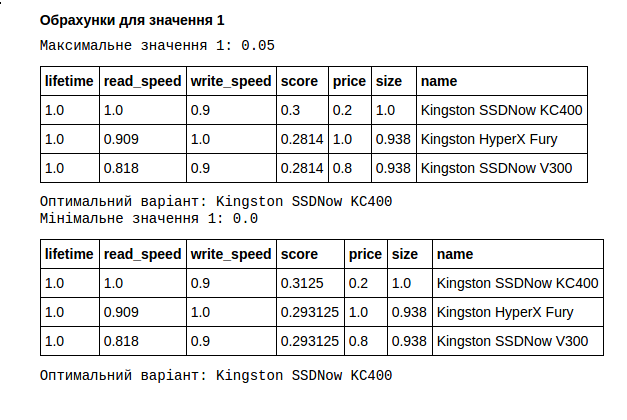 Обрахунки для значення 1
Максимальне значення 1: 0.05
lifetime read_speed write_speed score price size name
1.0 1.0 0.9 0.3 0.2 1.0 Kingston SSDNow KC400
1.0 0.909 1.0 0.2814 1.0 0.938 Kingston HyperX Fury
1.0 0.818 0.9 0.2814 0.8 0.938 Kingston SSDNow V300
Оптимальний варіант: Kingston SSDNow KC400
Мінімальне значення 1: 0.0
lifetime read_speed write_speed score price size name
1.0 1.0 0.9 0.3125 0.2 1.0 Kingston SSDNow KC400
1.0 0.909 1.0 0.293125 1.0 0.938 Kingston HyperX Fury
1.0 0.818 0.9 0.293125 0.8 0.938 Kingston SSDNow V300
Оптимальний варіант: Kingston SSDNow KC400